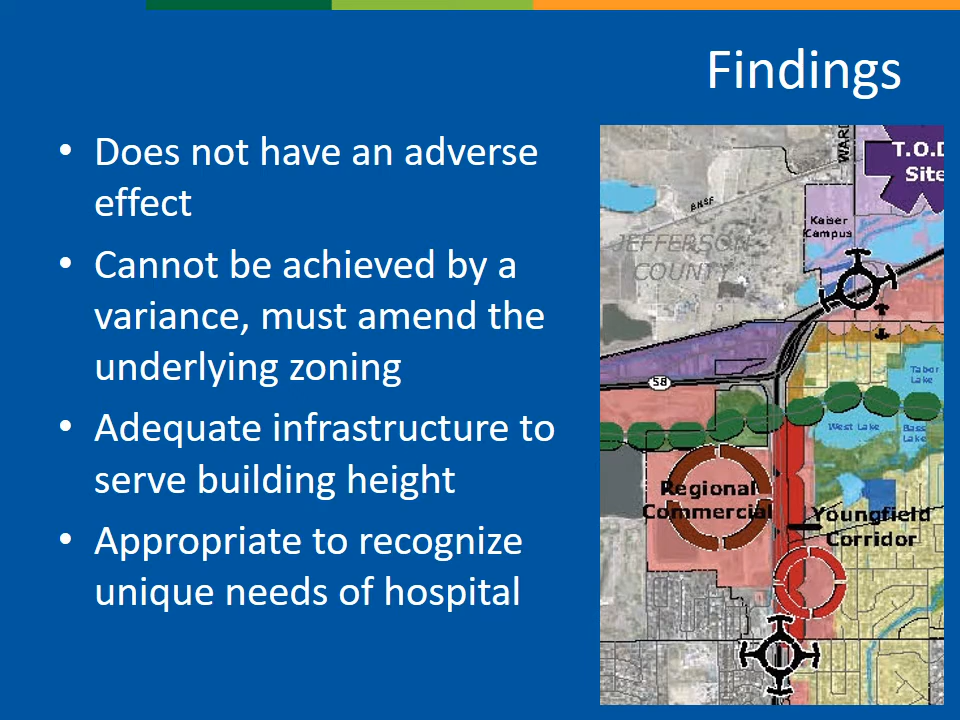 Findings
• Does not have an adverse
effect
• Cannot be achieved by a
variance, must amend the
underlying zoning
• Adequate infrastructure to
serve building height
• Appropriate to recognize
unique needs of hospital
WARD
T.O.D
Site
BNSF
Kaiser
Campus
JEFFERSON
COUNTY
58
Tabor
Lake
West Lake
Bass
Lake
Regional
Commercial
Youngfield
Corridor